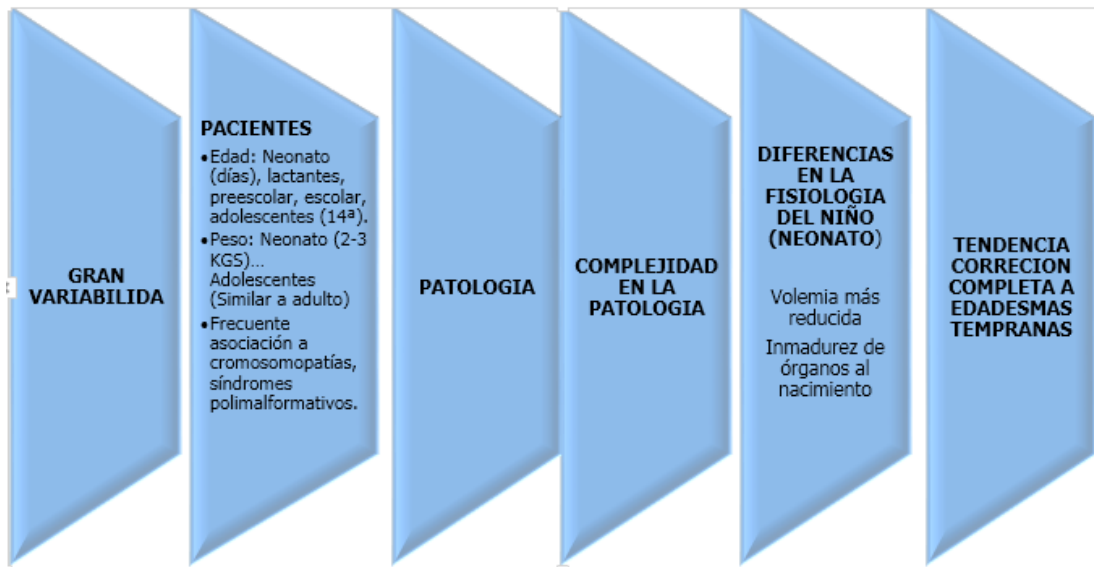 GRAN
VARIABILIDA
PACIENTES
•Edad: Neonato
(días), lactantes,
preescolar, escolar,
adolescentes (14ª).
•Peso: Neonato (2-3
KGS)...
Adolescentes
(Similar a adulto)
•Frecuente
asociación a
cromosomopatías,
síndromes
polimalformativos.
PATOLOGIA
COMPLEJIDAD
EN LA
PATOLOGIA
DIFERENCIAS
EN LA
FISIOLOGIA
DEL NIÑO
(NEONATO)
Volemia más
reducida
Inmadurez de
órganos al
nacimiento
TENDENCIA
CORRECION
COMPLETA A
EDADESMAS
TEMPRANAS